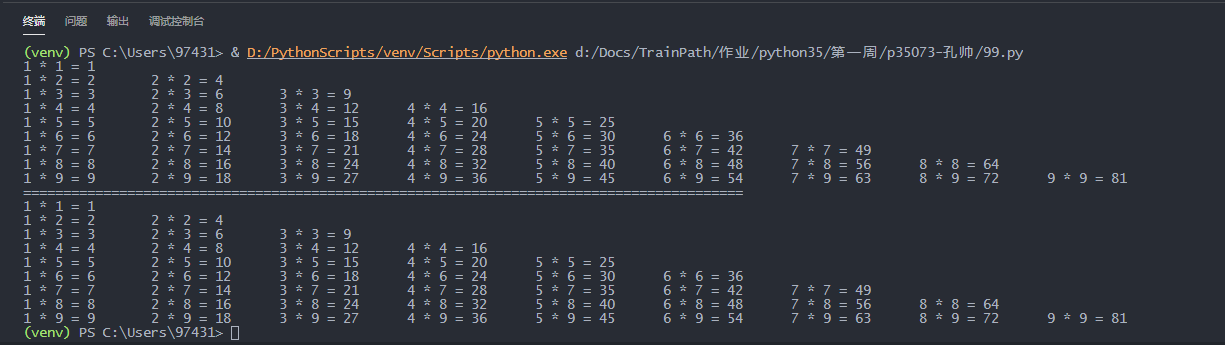 终端 问题 输出 调试控制台
(venv) PS C:\Users\97431> & D:/PythonScripts/venv/Scripts/python.exe d:/Docs/TrainPath/作业/python35/第一周/p35073-孔帅/99.py
1 * 1 = 1
1 * 2 = 2 2 * 2 = 4
1 * 3 = 3 2 * 3 = 6 3 * 3 = 9
1 * 4 = 4 2 * 4 = 8 3 * 4 = 12 4 * 4 = 16
1 * 5 = 5 2 * 5 = 10 3 * 5 = 15 4 * 5 = 20 5 * 5 = 25
1 * 6 = 6 2 * 6 = 12 3 * 6 = 18 4 * 6 = 24 5 * 6 = 30 6 * 6 = 36
1 * 7 = 7 2 * 7 = 14 3 * 7 = 21 4 * 7 = 28 5 * 7 = 35 6 * 7 = 42 7 * 7 = 49
1 * 8 = 8 2 * 8 = 16 3 * 8 = 24 4 * 8 = 32 5 * 8 = 40 6 * 8 = 48 7 * 8 = 56 8 * 8 = 64
1 * 9 = 9 2 * 9 = 18 3 * 9 = 27 4 * 9 = 36 5 * 9 = 45 6 * 9 = 54 7 * 9 = 63 8 * 9 = 72 9 * 9 = 81
==========================================================================================
1 * 1 = 1
1 * 2 = 2 2 * 2 = 4
1 * 3 = 3 2 * 3 = 6 3 * 3 = 9
1 * 4 = 4 2 * 4 = 8 3 * 4 = 12 4 * 4 = 16
1 * 5 = 5 2 * 5 = 10 3 * 5 = 15 4 * 5 = 20 5 * 5 = 25
1 * 6 = 6 2 * 6 = 12 3 * 6 = 18 4 * 6 = 24 5 * 6 = 30 6 * 6 = 36
1 * 7 = 7 2 * 7 = 14 3 * 7 = 21 4 * 7 = 28 5 * 7 = 35 6 * 7 = 42 7 * 7 = 49
1 * 8 = 8 2 * 8 = 16 3 * 8 = 24 4 * 8 = 32 5 * 8 = 40 6 * 8 = 48 7 * 8 = 56 8 * 8 = 64
1 * 9 = 9 2 * 9 = 18 3 * 9 = 27 4 * 9 = 36 5 * 9 = 45 6 * 9 = 54 7 * 9 = 63 8 * 9 = 72 9 * 9 = 81
(venv) PS C:\Users\97431>